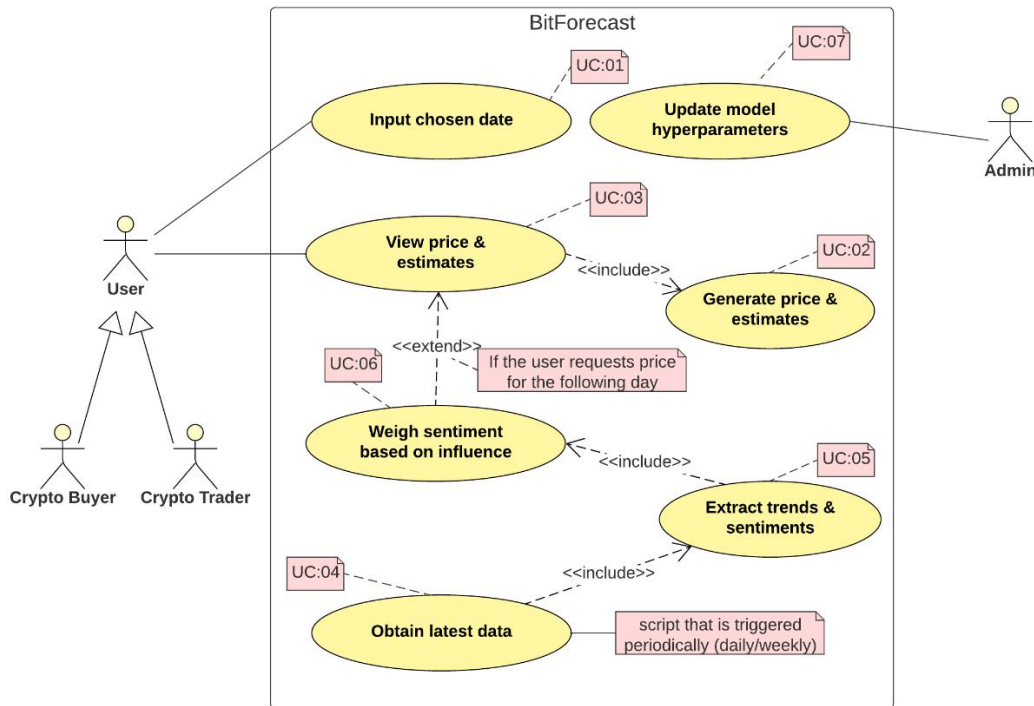 BitForecast
UC:01
UC:07
Input chosen date
Update model
hyperparameters
Admin
UC:03
View price &
estimates
User
<<include>>
UC:02
Generate price &
estimates
<<extend>>
If the user requests price
for the following day
UC:06
Weigh sentiment
based on influence
<<include>>
UC:05
Crypto Buyer
Crypto Trader
Extract trends &
sentiments
<<include>>
UC:04
Obtain latest data
script that is triggered
periodically (daily/weekly)